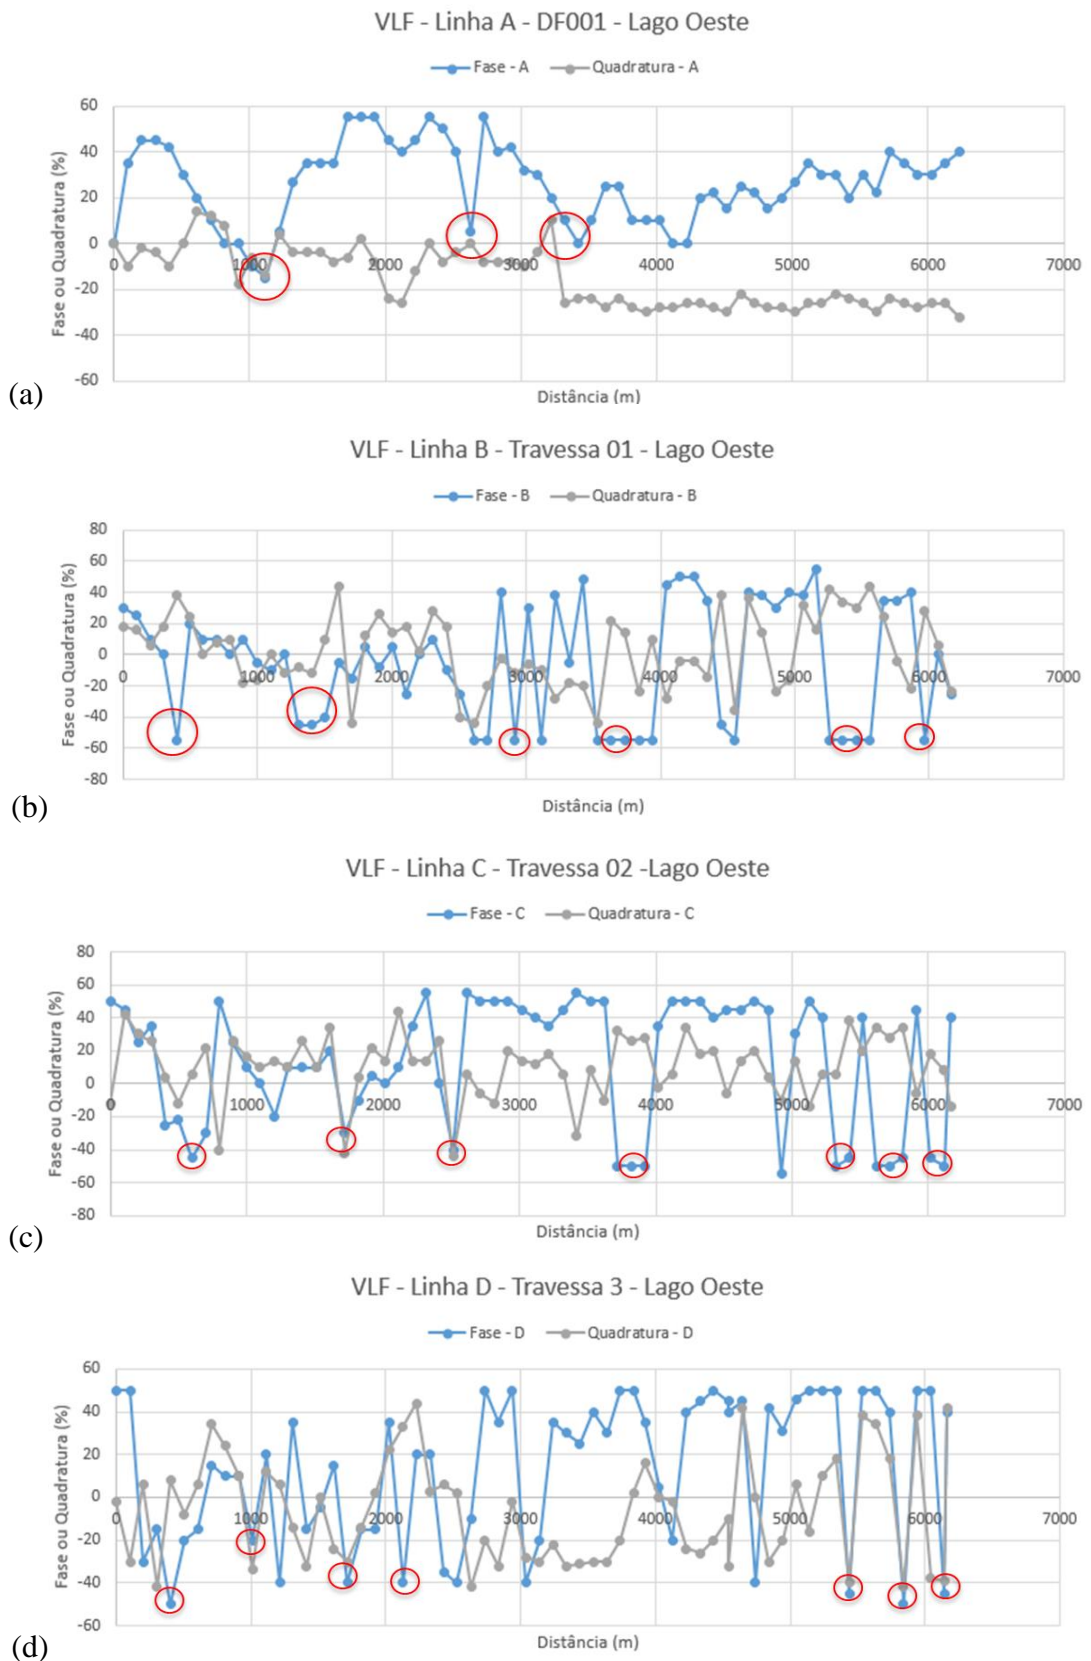 VLF - Linha A - DF001 - Lago Oeste
Fase - A Quadratura - A
Fase ou Quadratura (%)
60
40
20
0
-20
-40
-60
0 1000 2000 3000 4000 5000 6000 7000
Distância (m)
(a)
VLF - Linha B - Travessa 01 - Lago Oeste
Fase - B Quadratura - B
Fase ou Quadratura (%)
80
60
40
20
0
-20
-40
-60
-80
0 1000 2000 3000 4000 5000 6000 7000
Distância (m)
(b)
VLF - Linha C - Travessa 02 -Lago Oeste
Fase - C Quadratura - C
Fase ou Quadratura (%)
80
60
40
20
0
-20
-40
-60
-80
0 1000 2000 3000 4000 5000 6000 7000
Distância (m)
(c)
VLF - Linha D - Travessa 3 - Lago Oeste
Fase - D Quadratura - D
Fase ou Quadratura (%)
60
40
20
0
-20
-40
-60
0 1000 2000 3000 4000 5000 6000 7000
Distância (m)
(d)